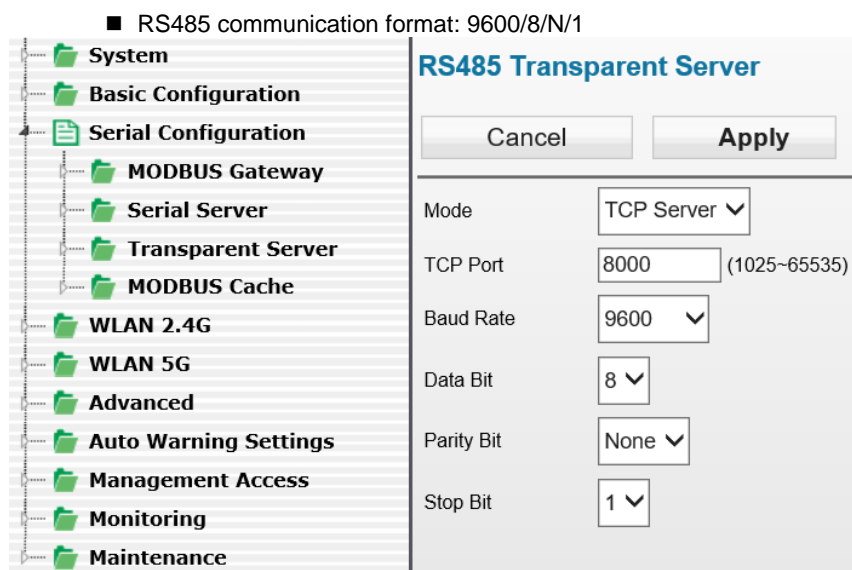 ■ RS485 communication format: 9600/8/N/1
System
Basic Configuration
Serial Configuration
MODBUS Gateway
Serial Server
Transparent Server
MODBUS Cache
WLAN 2.4G
WLAN 5G
Advanced
Auto Warning Settings
Management Access
Monitoring
Maintenance
RS485 Transparent Server
Cancel Apply
Mode TCP Server
TCP Port 8000 (1025~65535)
Baud Rate 9600
Data Bit 8
Parity Bit None
Stop Bit 1